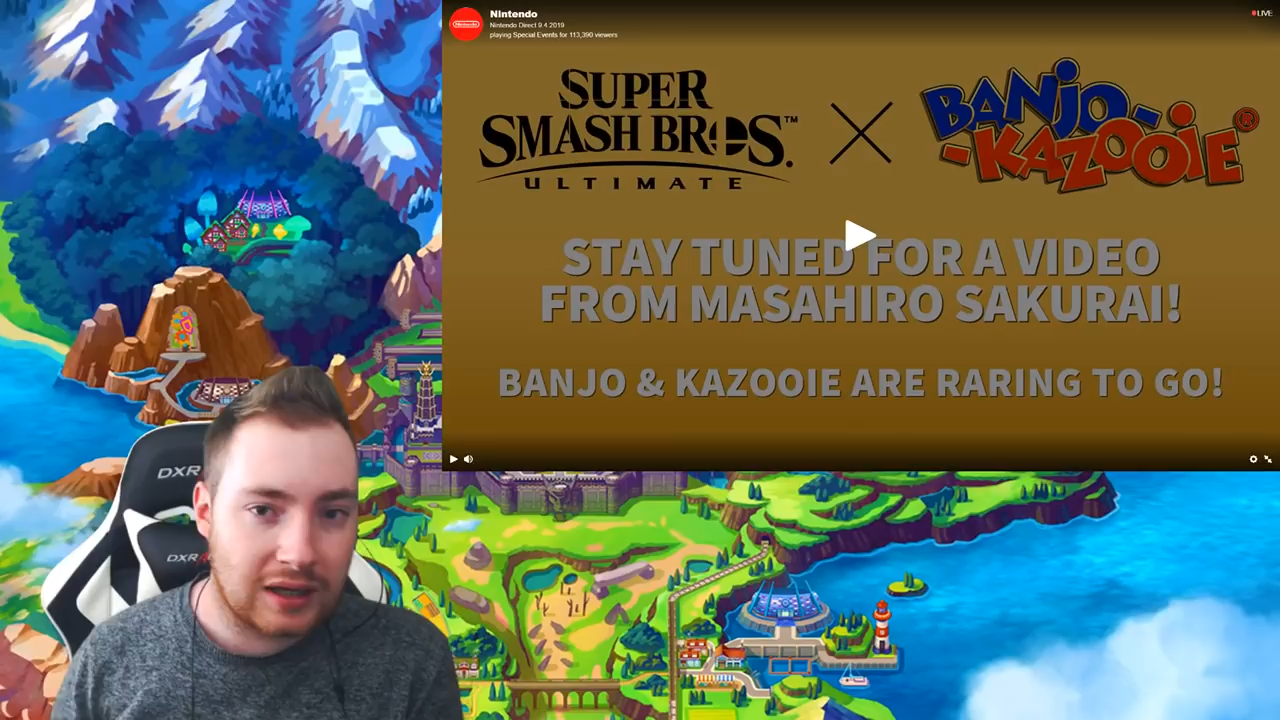 Nintendo
Nintendo Direct 9.4.2019
playing Special Events for 113,390 viewers
LIVE
SUPER
SMASH BROS.™
ULTIMATE
BANJO-
-KAZOOIE®
STAY TUNED FOR A VIDEO
FROM MASAHIRO SAKURAI!
BANJO & KAZOOIE ARE RARING TO GO!
DXR
DXR